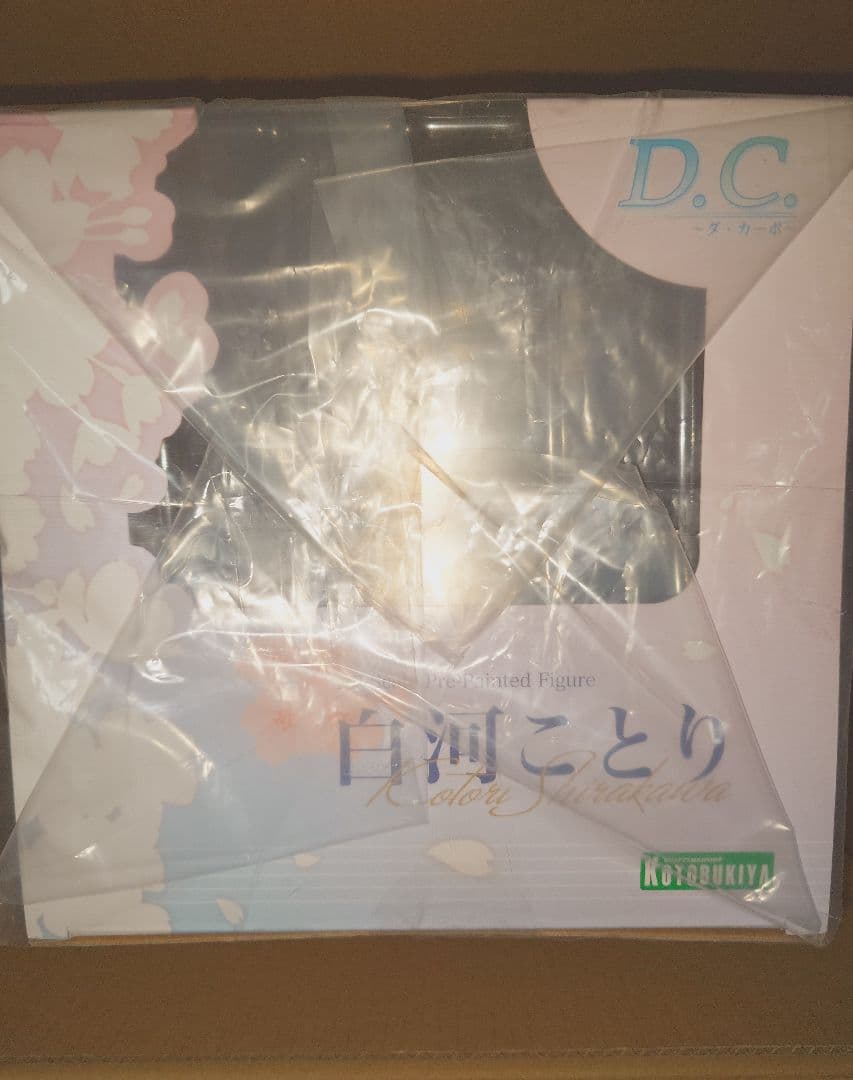 D.C.
～ダ・カーポ～
Pre-Painted Figure
白河ことり
Kotori Shirakawa
KOTOBUKIYA